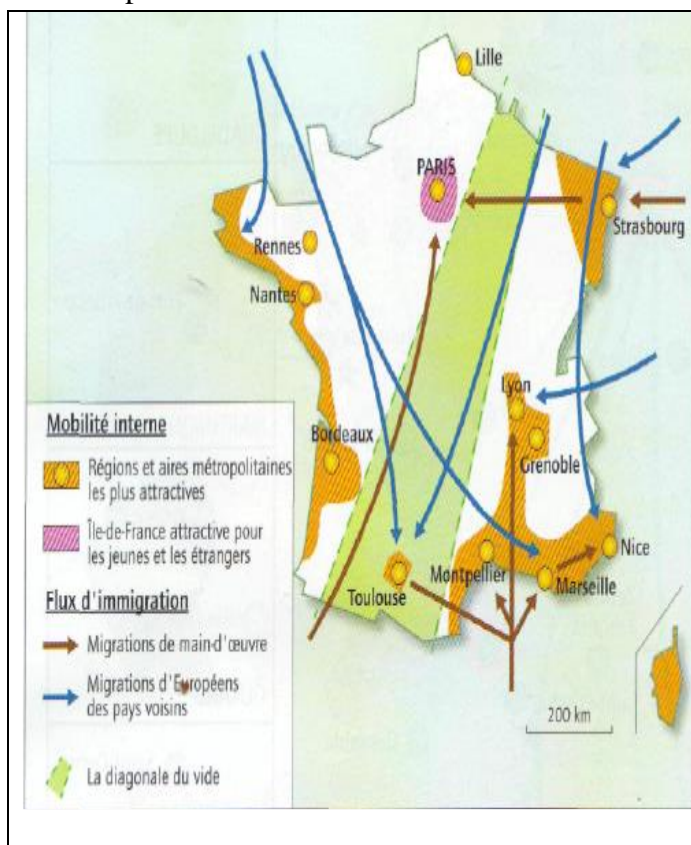 Lille
PARIS
Strasbourg
Rennes
Nantes
Lyon
Bordeaux
Grenoble
Nice
Montpellier
Marseille
Toulouse
200 km
Mobilité interne
Régions et aires métropolitaines
les plus attractives
Île-de-France attractive pour
les jeunes et les étrangers
Flux d'immigration
Migrations de main-d'œuvre
Migrations d'Européens
des pays voisins
La diagonale du vide